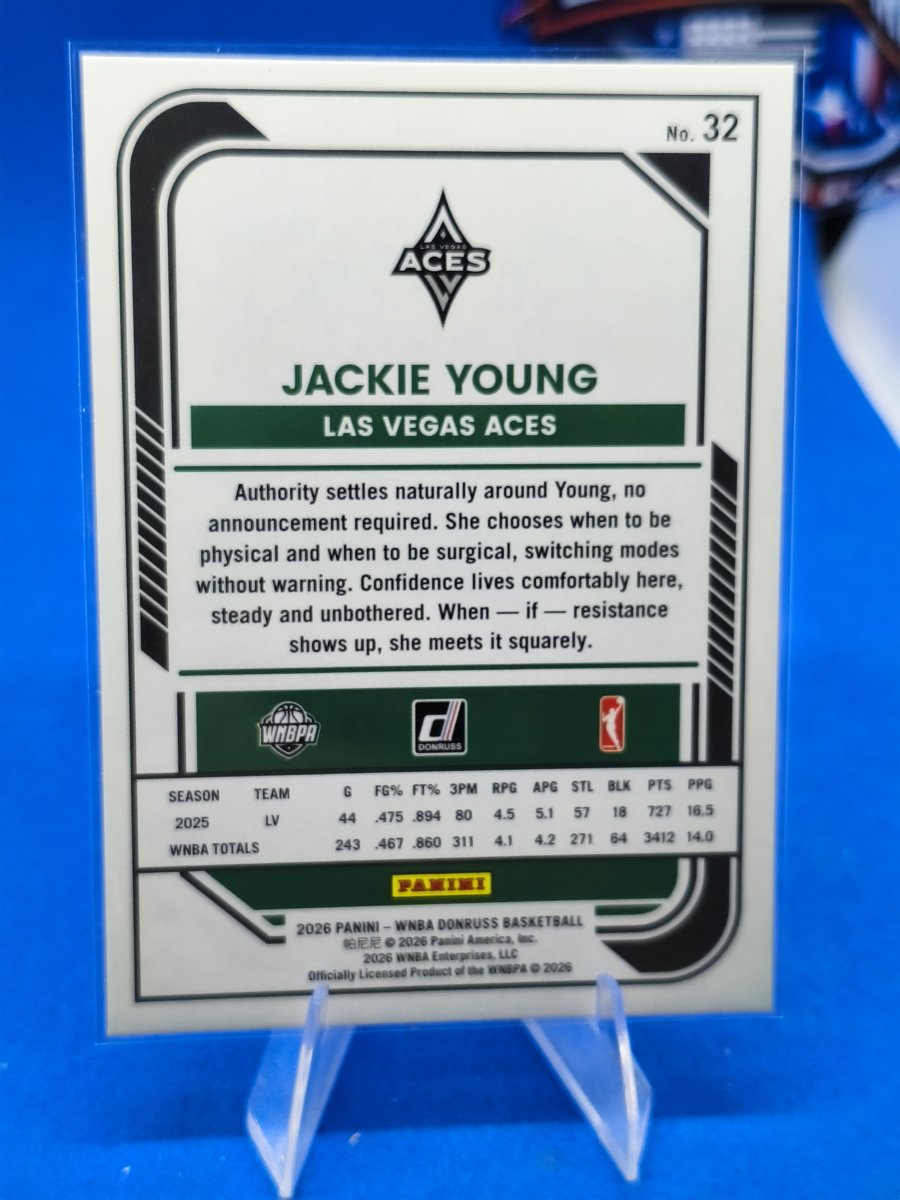 No. 32
LAS VEGAS
ACES
LV
JACKIE YOUNG
LAS VEGAS ACES
Authority settles naturally around Young, no
announcement required. She chooses when to be
physical and when to be surgical, switching modes
without warning. Confidence lives comfortably here,
steady and unbothered. When — if — resistance
shows up, she meets it squarely.
WNBPA
d
DONRUSS
SEASON TEAM G FG% FT% 3PM RPG APG STL BLK PTS PPG
2025 LV 44 .475 .894 80 4.5 5.1 57 18 727 16.5
WNBA TOTALS 243 .467 .860 311 4.1 4.2 271 64 3412 14.0
PANINI
2026 PANINI – WNBA DONRUSS BASKETBALL
帕尼尼 © 2026 Panini America, Inc.
2026 WNBA Enterprises, LLC
Officially Licensed Product of the WNBPA © 2026